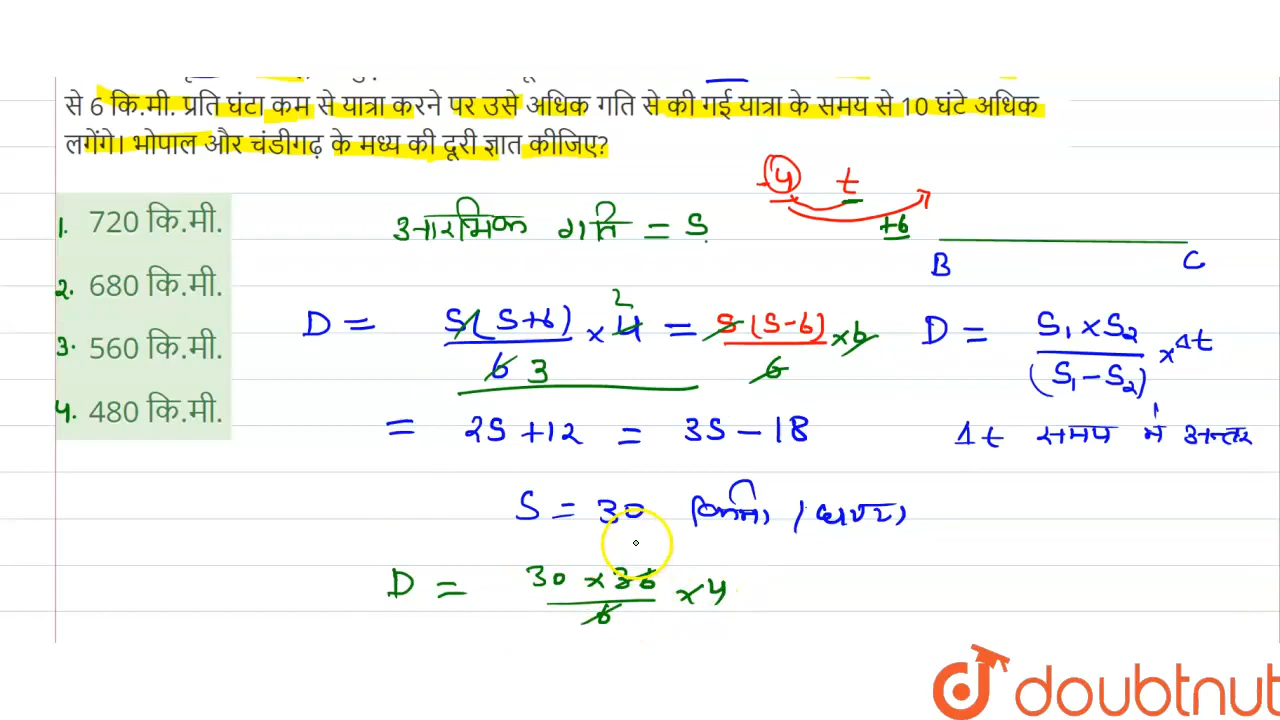 से 6 कि.मी. प्रति घंटा कम से यात्रा करने पर उसे अधिक गति से की गई यात्रा के समय से 10 घंटे अधिक
लगेंगे। भोपाल और चंडीगढ़ के मध्य की दूरी ज्ञात कीजिए?
-4 t
1. 720 कि.मी.
आरम्भिक गति = S +6
B C
2. 680 कि.मी.
D = S(S+6)/6 3 × 4 2 = S(S-6)/6 × 6
D = S1 × S2/(S1 - S2) × Δt
3. 560 कि.मी.
4. 480 कि.मी.
= 2S + 12 = 3S - 18
Δt समय में अन्तर
S = 30 किमी /
D = 30 × 36/6 × 4
doubtnut